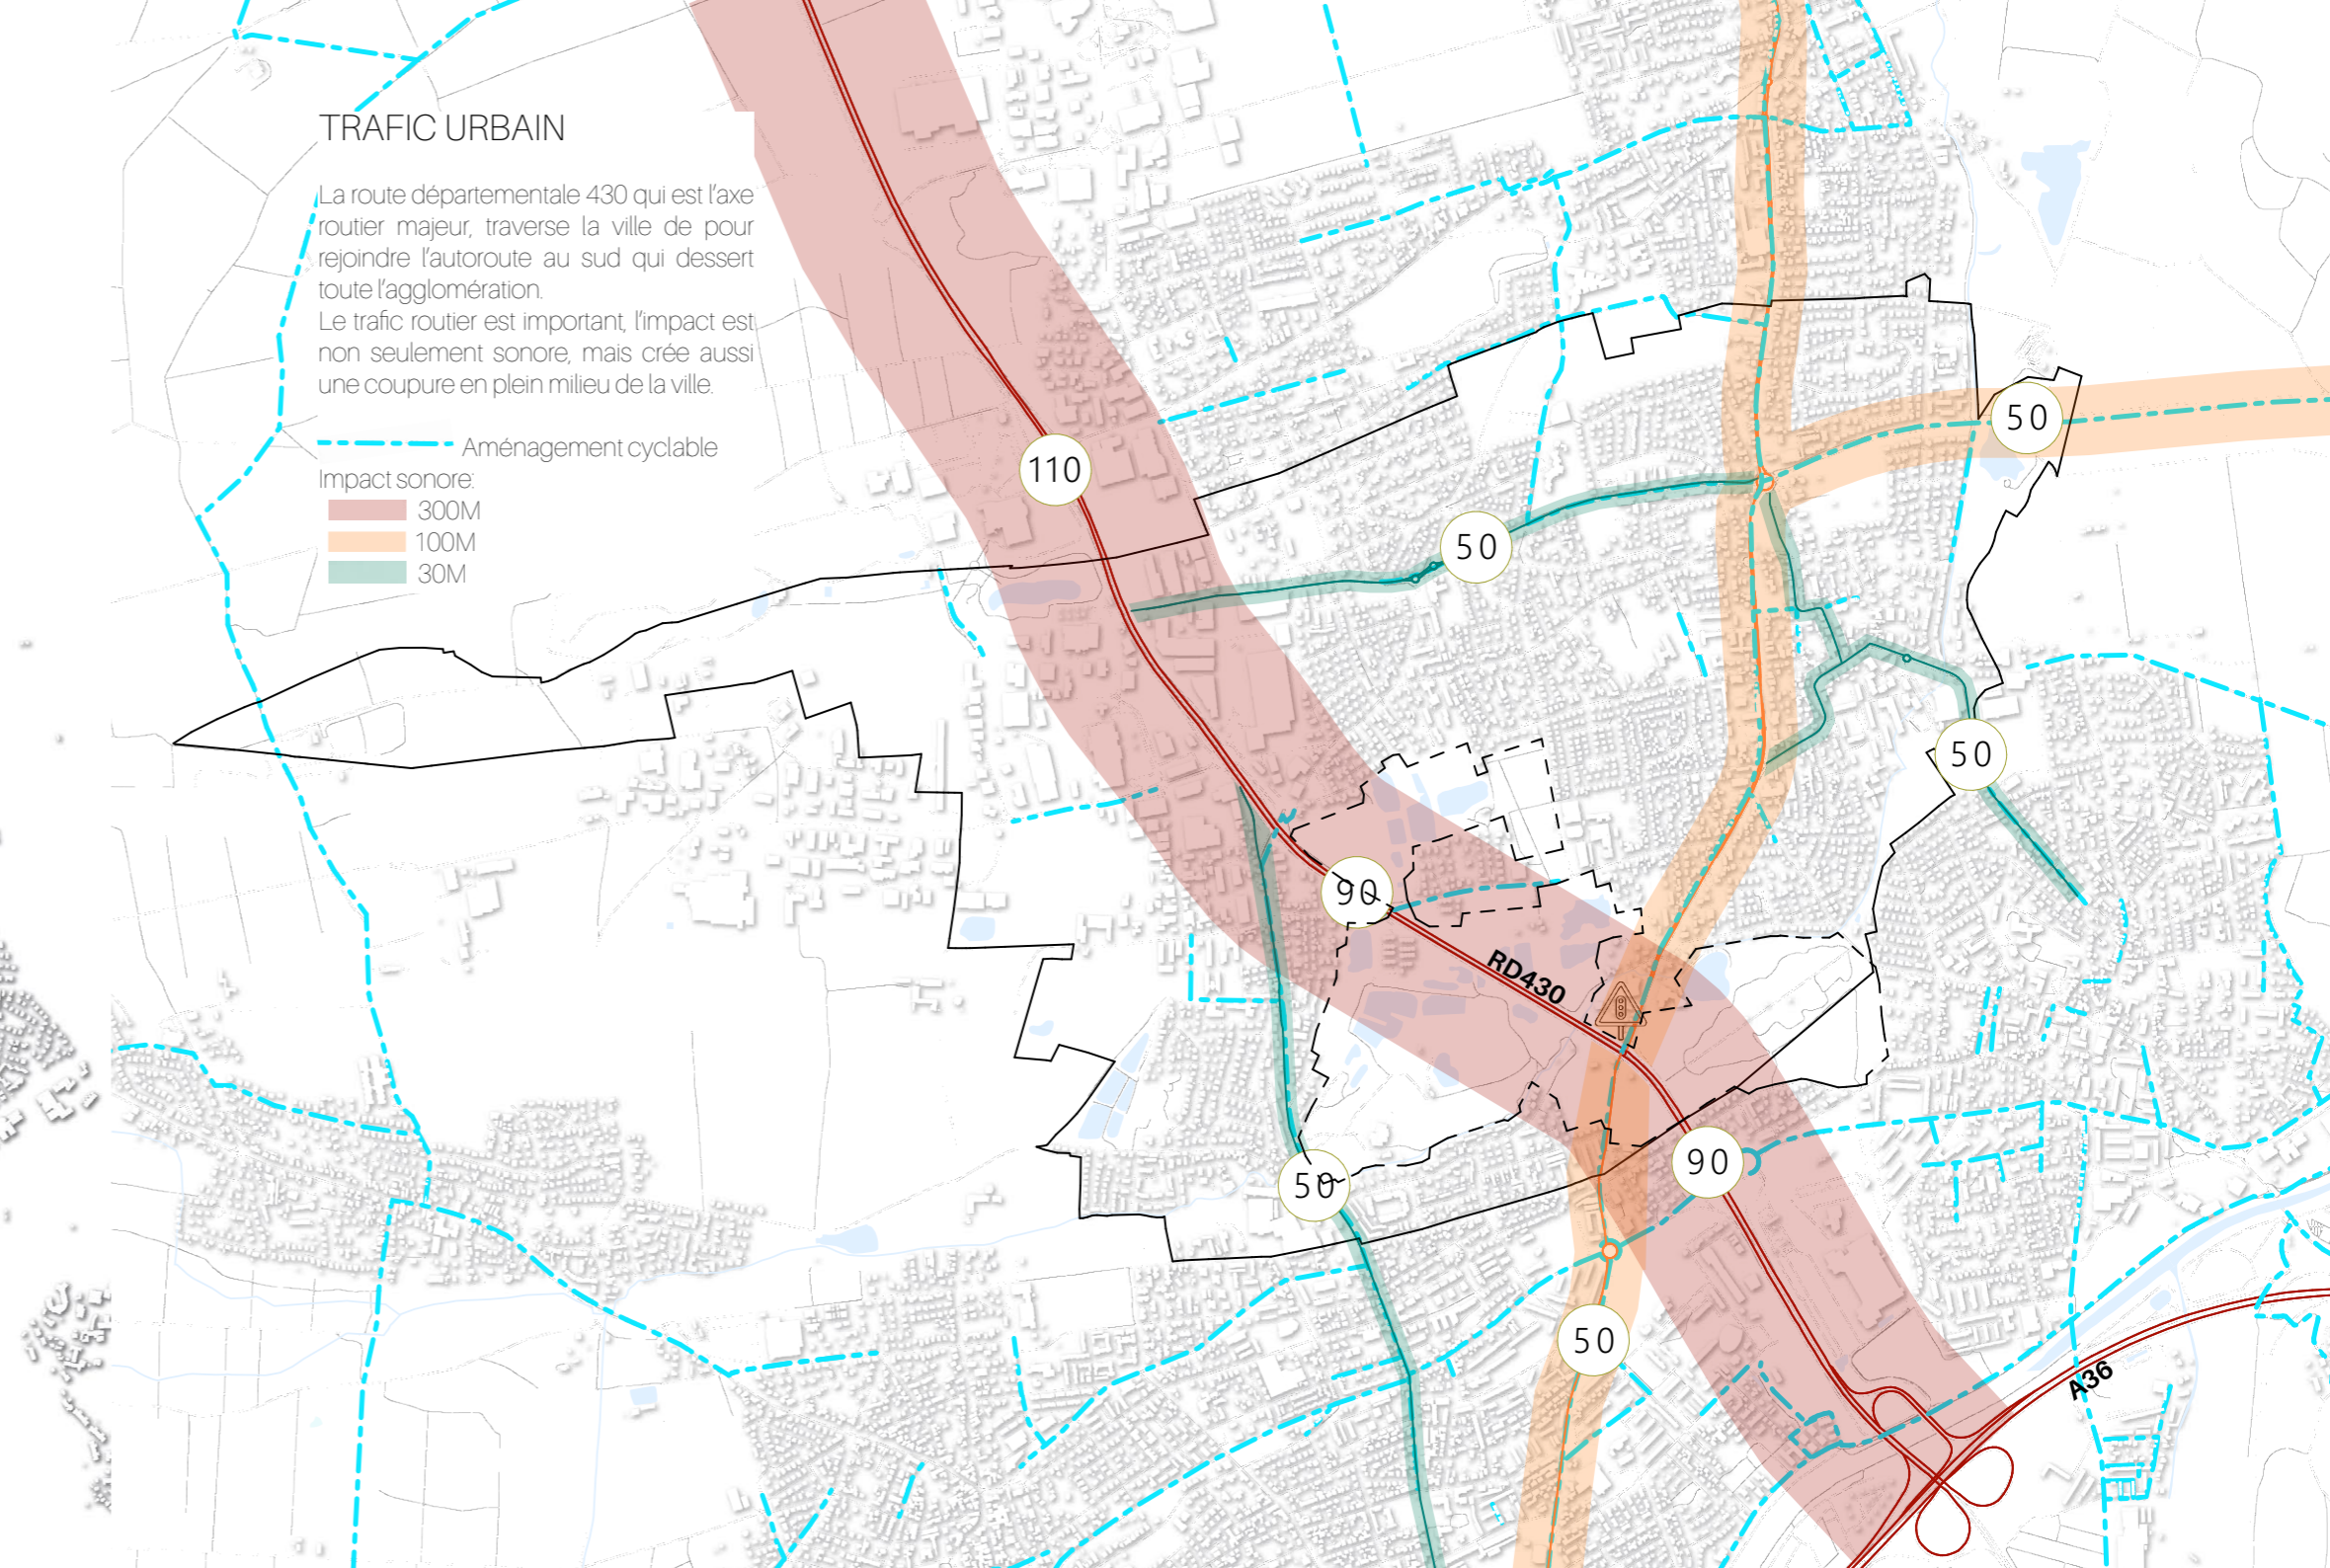 TRAFIC URBAIN
La route départementale 430 qui est l'axe
routier majeur, traverse la ville de pour
rejoindre l'autoroute au sud qui dessert
toute l'agglomération.
Le trafic routier est important, l'impact est
non seulement sonore, mais crée aussi
une coupure en plein milieu de la ville.
Aménagement cyclable
Impact sonore:
300M
100M
30M
50
110
50
50
90
RD430
90
50
50
A36